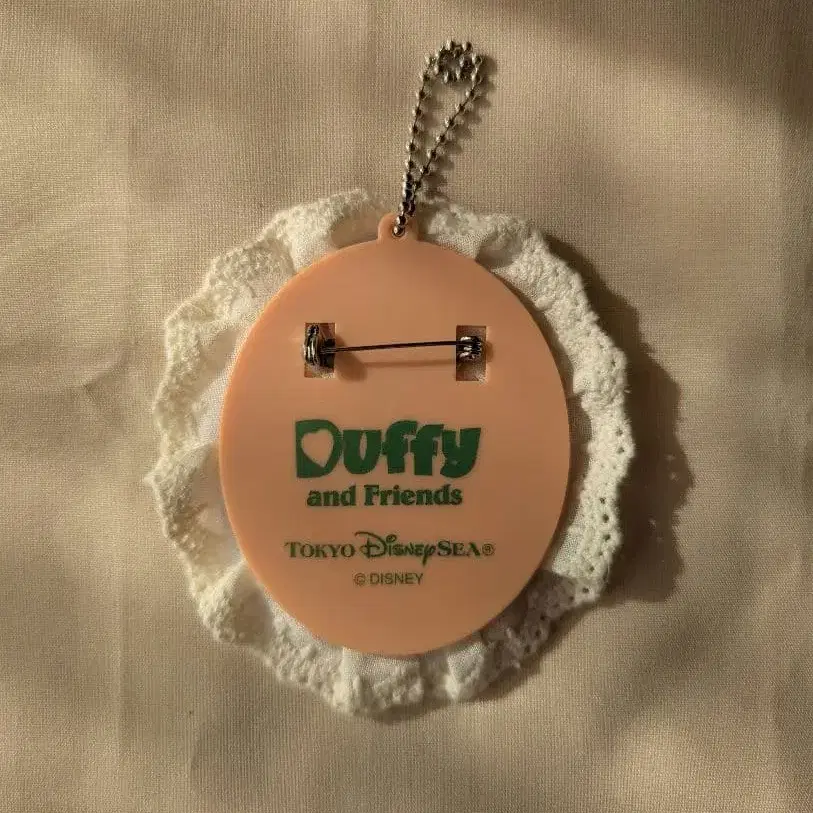 Duffy
and Friends
TOKYO DISNEYSEA®
© DISNEY